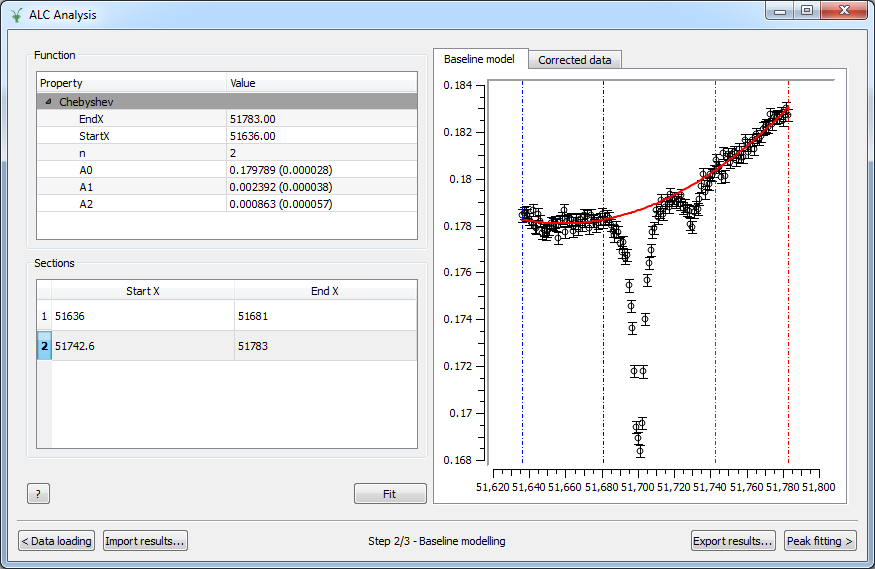 ALC Analysis
Function
Property Value
Chebyshev
EndX 51783.00
StartX 51636.00
n 2
A0 0.179789 (0.000028)
A1 0.002392 (0.000038)
A2 0.000863 (0.000057)
Sections
Start X End X
1 51636 51681
2 51742.6 51783
? Fit
Baseline model Corrected data
0.184
0.182
0.18
0.178
0.176
0.174
0.172
0.17
0.168
51,620 51,640 51,660 51,680 51,700 51,720 51,740 51,760 51,780 51,800
< Data loading Import results... Step 2/3 - Baseline modelling Export results... Peak fitting >